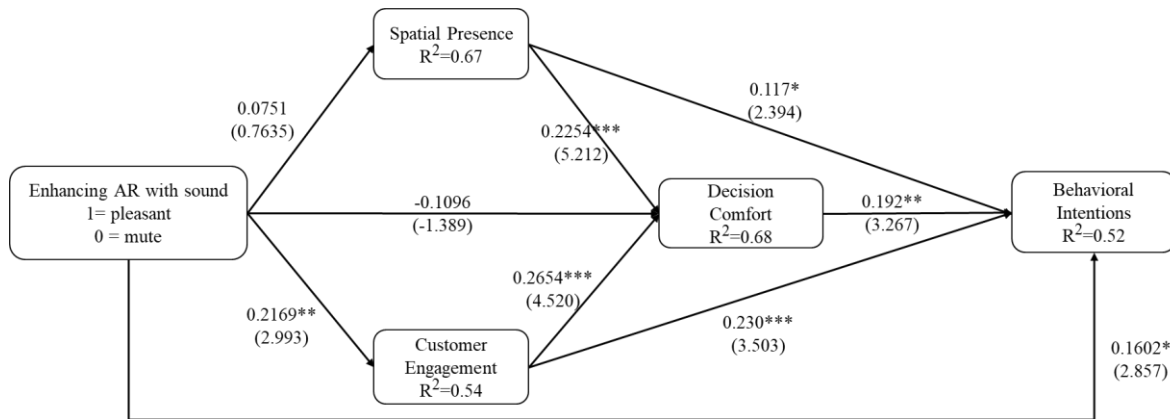 Spatial Presence
R²=0.67
0.0751
(0.7635)
0.117*
(2.394)
0.2254***
(5.212)
Enhancing AR with sound
1= pleasant
0 = mute
-0.1096
(-1.389)
Decision
Comfort
R²=0.68
0.192**
(3.267)
Behavioral
Intentions
R²=0.52
0.2169**
(2.993)
0.2654***
(4.520)
0.230***
(3.503)
Customer
Engagement
R²=0.54
0.1602*
(2.857)